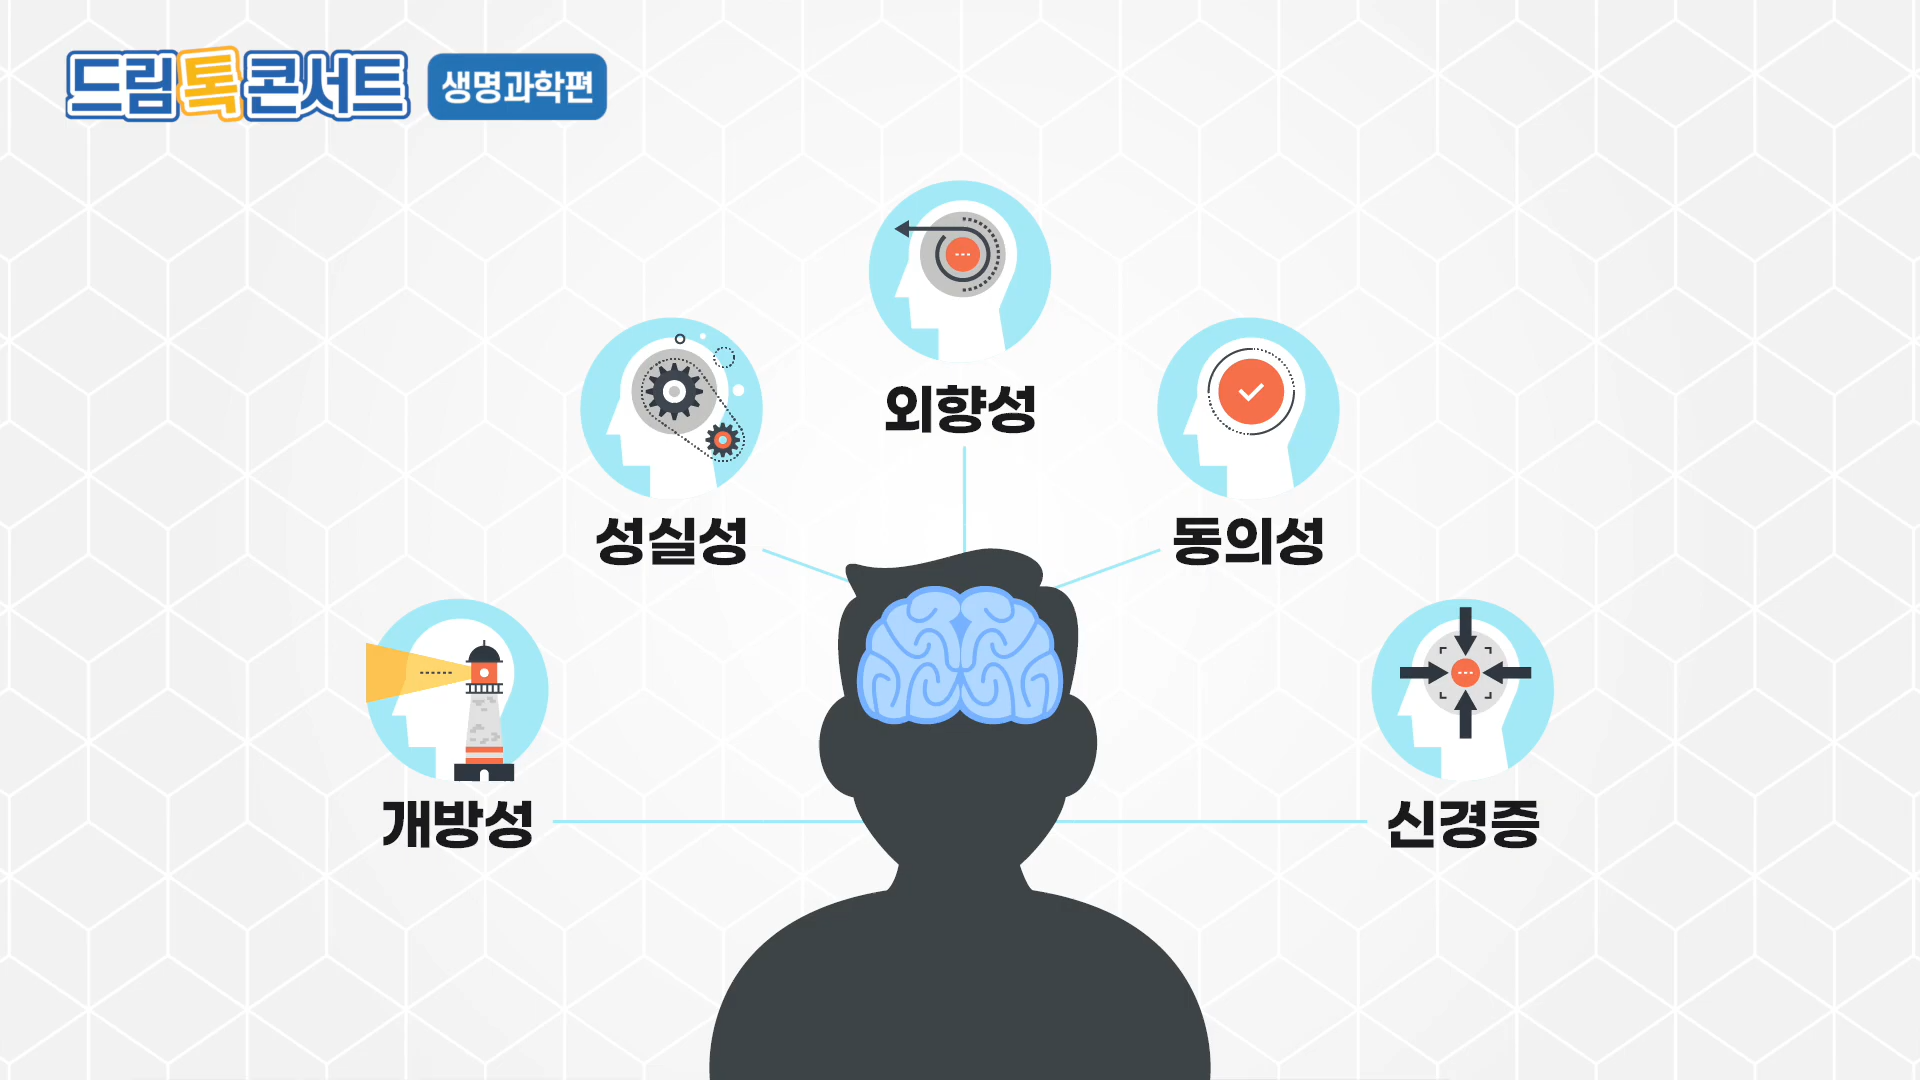 드림톡콘서트 생명과학편
외향성
성실성
동의성
개방성
신경증